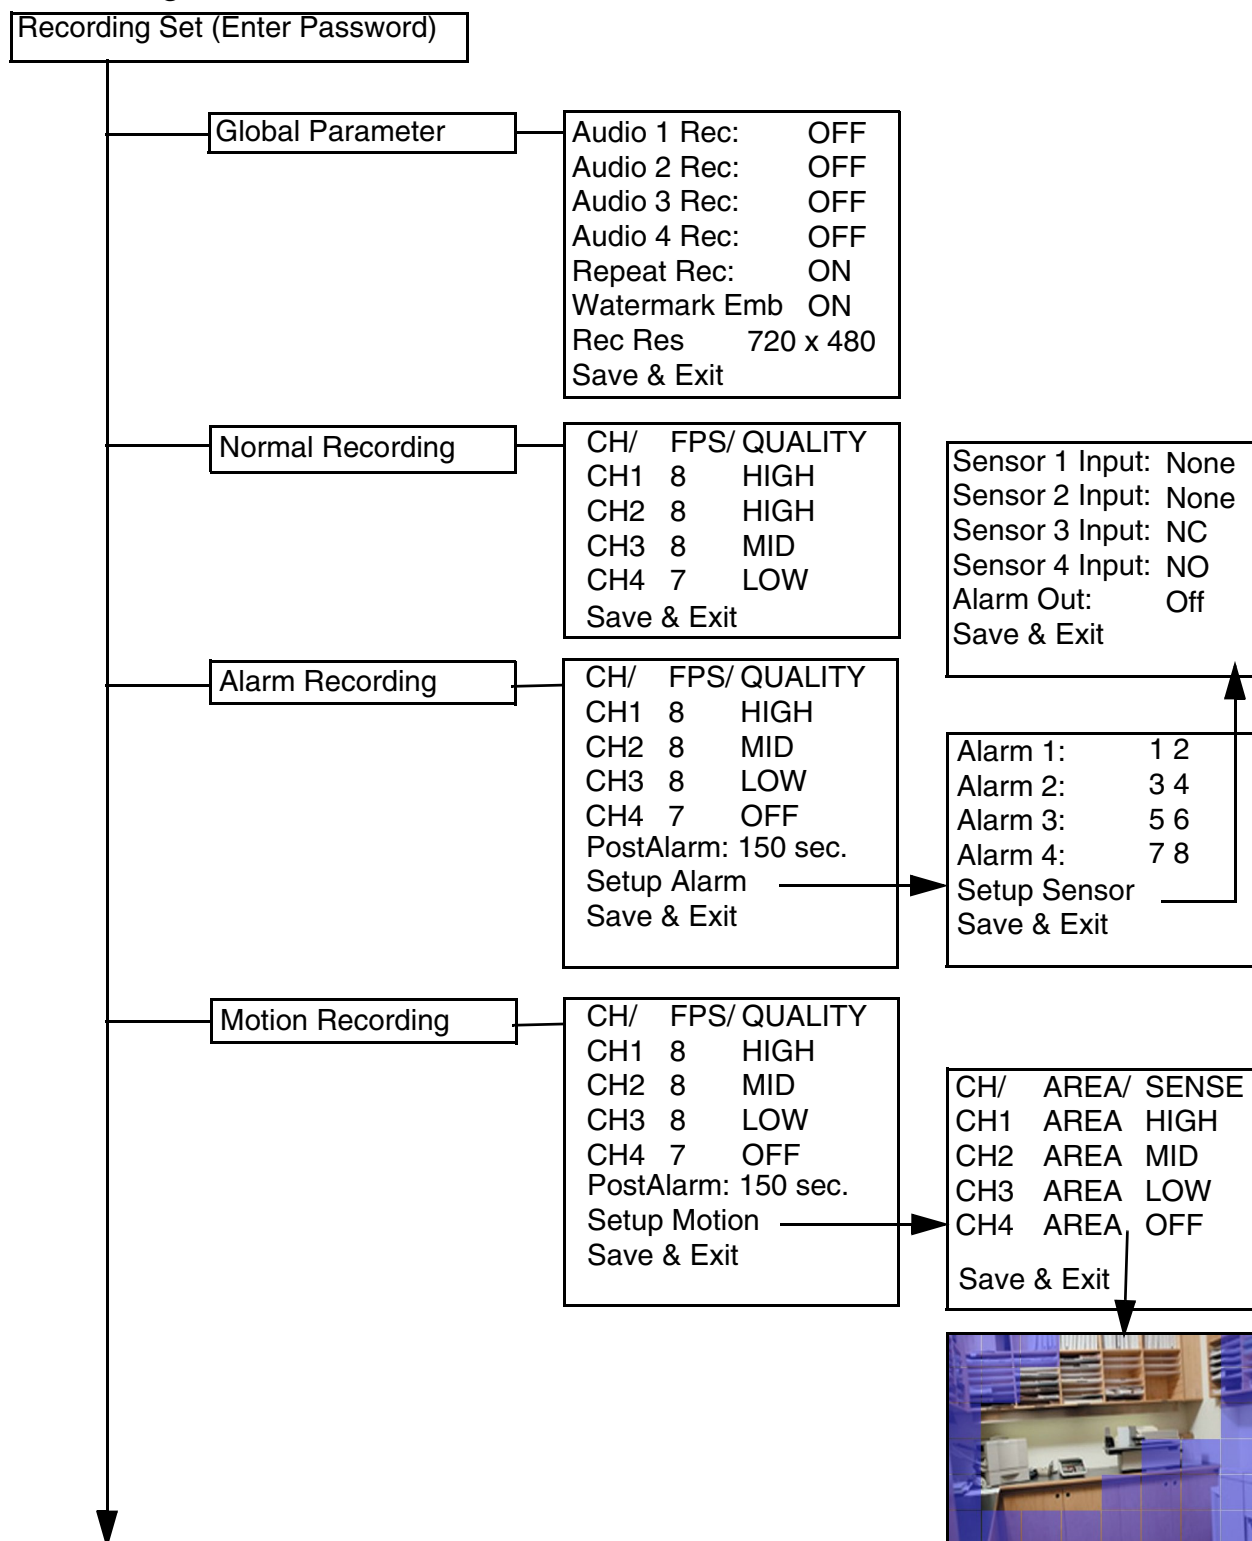 Recording Set (Enter Password)
Global Parameter
Audio 1 Rec: OFF
Audio 2 Rec: OFF
Audio 3 Rec: OFF
Audio 4 Rec: OFF
Repeat Rec: ON
Watermark Emb ON
Rec Res 720 x 480
Save & Exit
Normal Recording
CH/ FPS/ QUALITY
CH1 8 HIGH
CH2 8 HIGH
CH3 8 MID
CH4 7 LOW
Save & Exit
Sensor 1 Input: None
Sensor 2 Input: None
Sensor 3 Input: NC
Sensor 4 Input: NO
Alarm Out: Off
Save & Exit
Alarm Recording
CH/ FPS/ QUALITY
CH1 8 HIGH
CH2 8 MID
CH3 8 LOW
CH4 7 OFF
PostAlarm: 150 sec.
Setup Alarm
Save & Exit
Alarm 1: 1 2
Alarm 2: 3 4
Alarm 3: 5 6
Alarm 4: 7 8
Setup Sensor
Save & Exit
Motion Recording
CH/ FPS/ QUALITY
CH1 8 HIGH
CH2 8 MID
CH3 8 LOW
CH4 7 OFF
PostAlarm: 150 sec.
Setup Motion
Save & Exit
CH/ AREA/ SENSE
CH1 AREA HIGH
CH2 AREA MID
CH3 AREA LOW
CH4 AREA OFF
Save & Exit